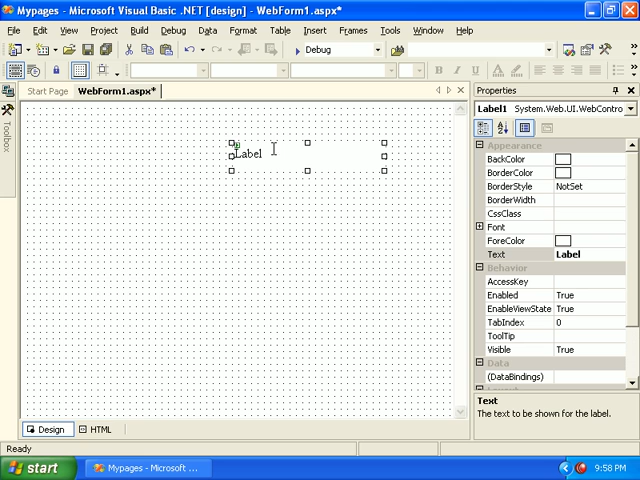 Mypages - Microsoft Visual Basic .NET [design] - WebForm1.aspx*
File Edit View Project Build Debug Data Format Table Insert Frames Tools Window Help
Debug
B I U
Start Page WebForm1.aspx*
Toolbox
Label
Design HTML
Properties
Label1 System.Web.UI.WebContro
Appearance
BackColor
BorderColor
BorderStyle NotSet
BorderWidth
CssClass
Font
ForeColor
Text Label
Behavior
AccessKey
Enabled True
EnableViewState True
TabIndex 0
ToolTip
Visible True
Data
(DataBindings)
Text
The text to be shown for the label.
Ready
start Mypages - Microsoft ... 9:58 PM